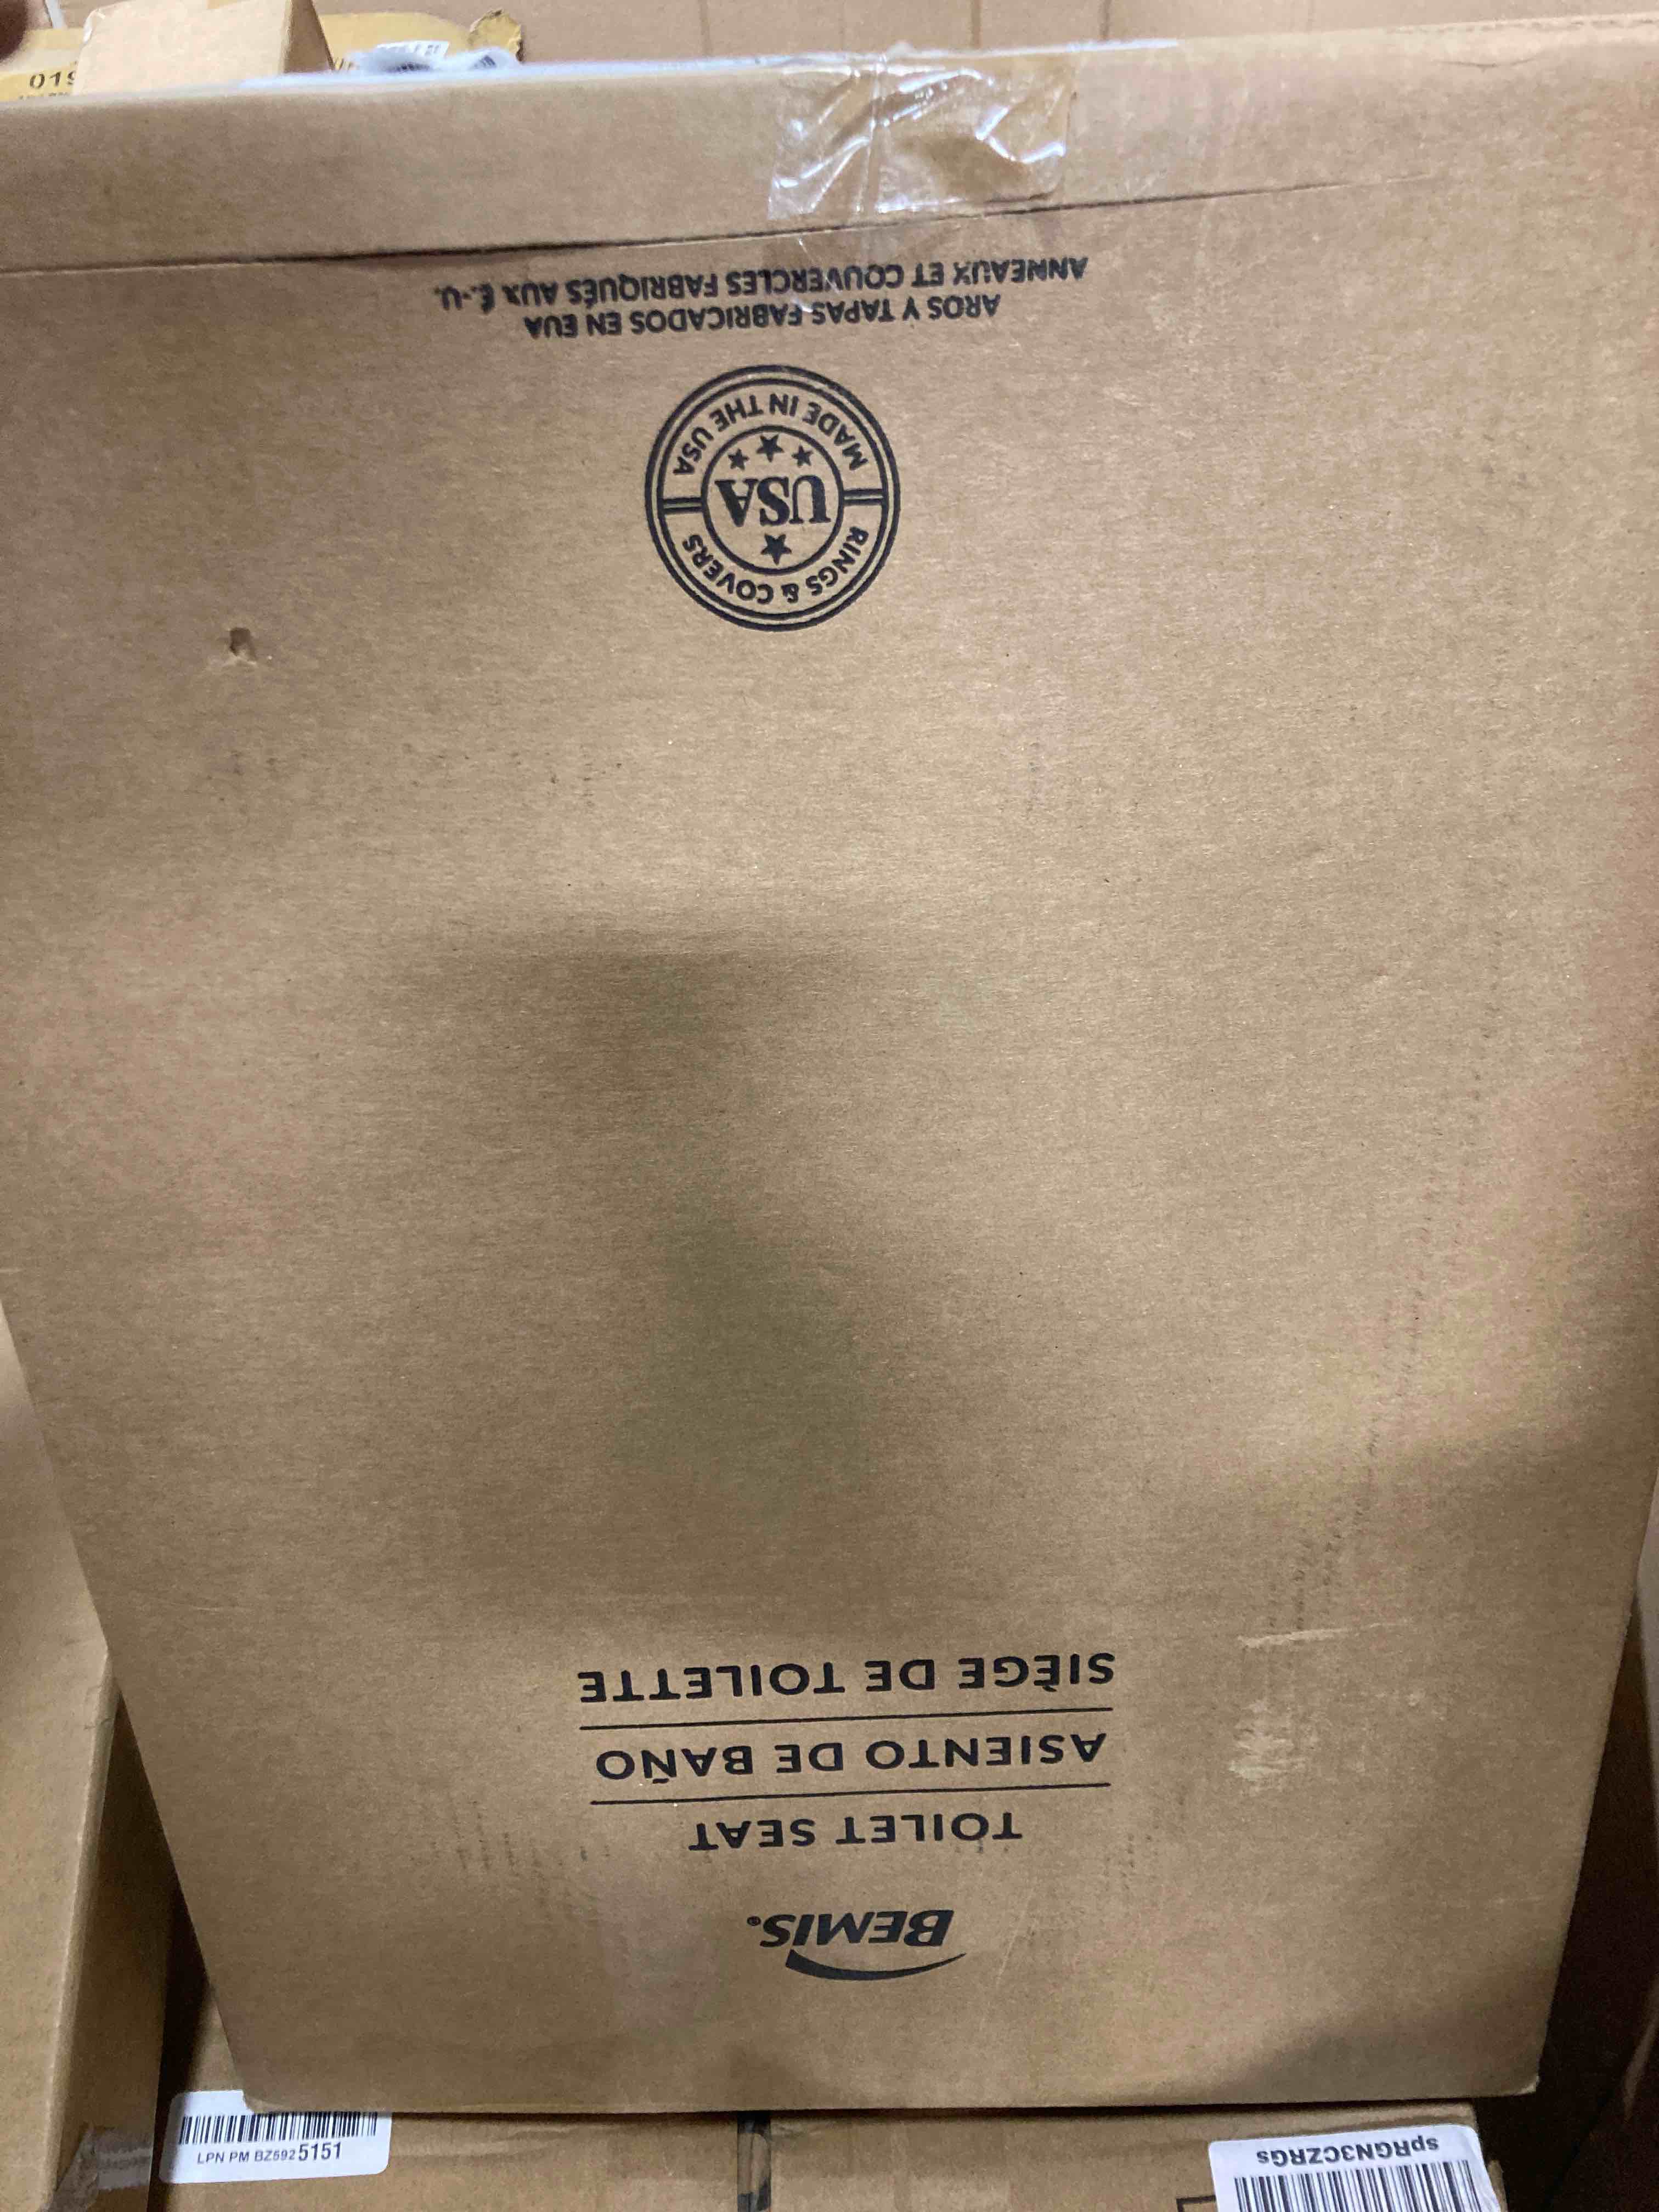 BEMIS®
TOILET SEAT
ASIENTO DE BAÑO
SIÈGE DE TOILETTE
RINGS & COVERS
USA
MADE IN THE USA
AROS Y TAPAS FABRICADOS EN EUA
ANNEAUX ET COUVERCLES FABRIQUÉS AUX É.-U.
019
LPN PM BZ5925151
spRGN3CZRGs